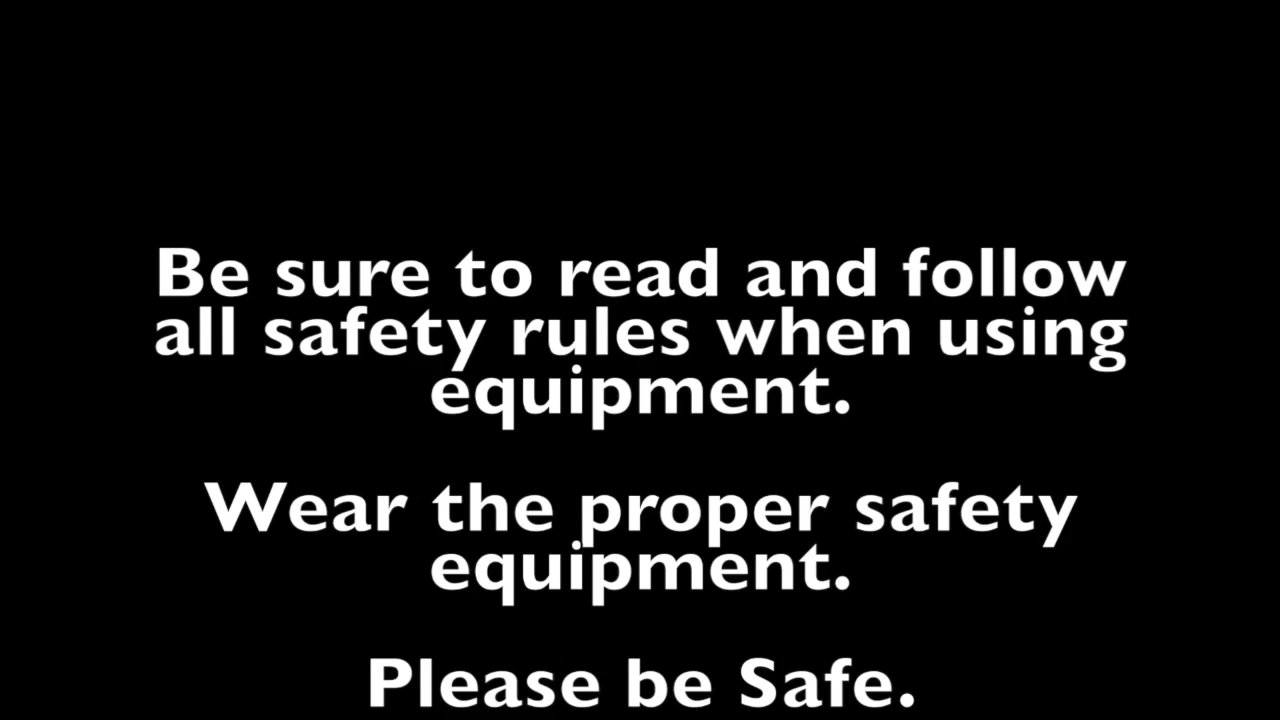 Be sure to read and follow
all safety rules when using
equipment.
Wear the proper safety
equipment.
Please be Safe.